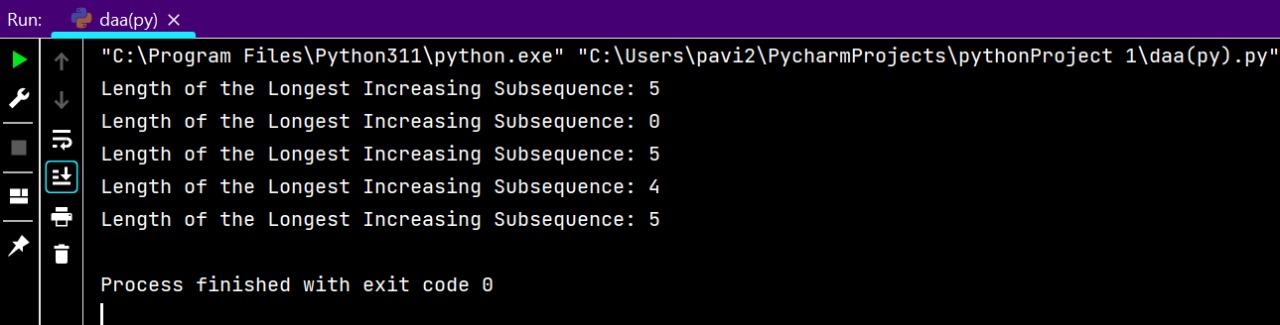 Run: daa(py)
"C:\Program Files\Python311\python.exe" "C:\Users\pavi2\PycharmProjects\pythonProject 1\daa(py).py"
Length of the Longest Increasing Subsequence: 5
Length of the Longest Increasing Subsequence: 0
Length of the Longest Increasing Subsequence: 5
Length of the Longest Increasing Subsequence: 4
Length of the Longest Increasing Subsequence: 5
Process finished with exit code 0